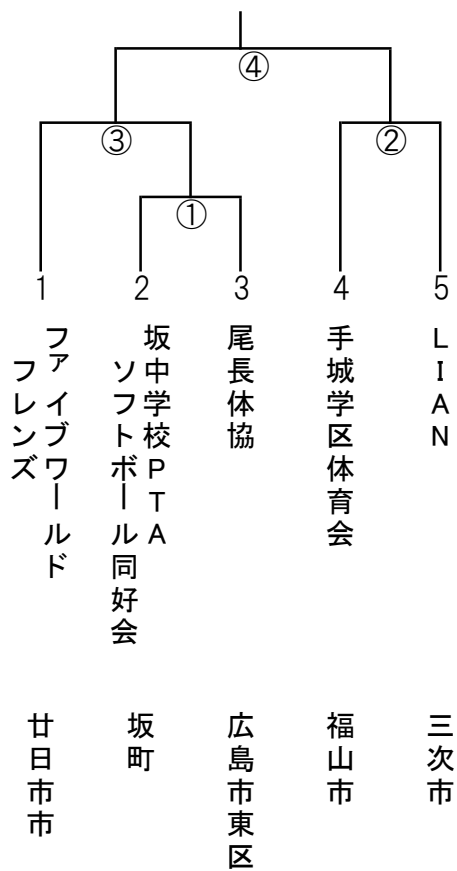 ④
③
②
①
1
2
3
4
5
ファイブワールド
フレンズ
坂中学校PTA
ソフトボール同好会
尾長体協
手城学区体育会
LIAN
廿日市市
坂町
広島市東区
福山市
三次市